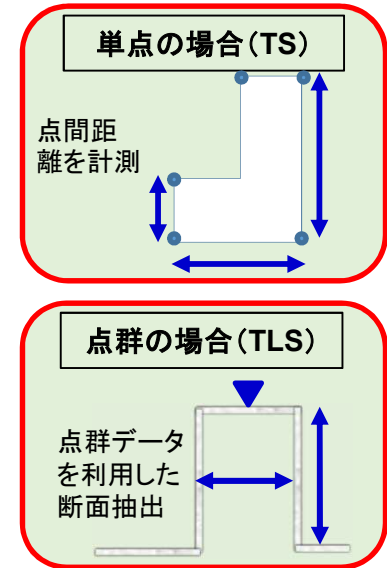 単点の場合（TS）
点間距
離を計測
点群の場合（TLS）
点群データ
を利用した
断面抽出